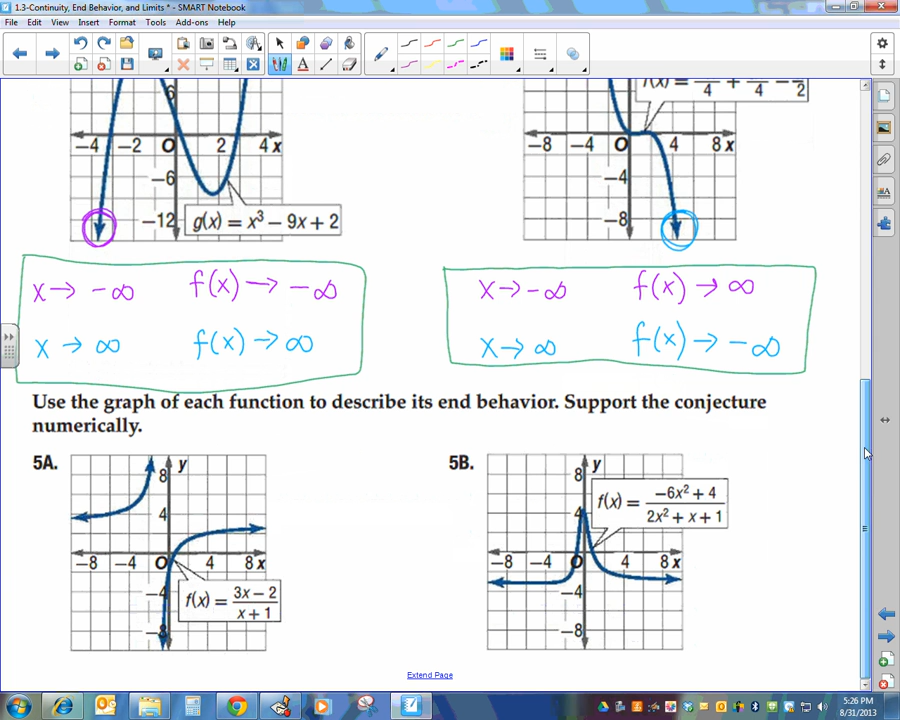 1.3-Continuity, End Behavior, and Limits * - SMART Notebook
File Edit View Insert Format Tools Add-ons Help
6
-4 -2 O 2 4 x
-6
-12
g(x) = x³ − 9x + 2
-8 -4 O 4 8 x
-4
-8
x → -∞ f(x) → -∞
x → ∞ f(x) → ∞
x → -∞ f(x) → ∞
x → ∞ f(x) → -∞
Use the graph of each function to describe its end behavior. Support the conjecture
numerically.
5A.
y
8
4
-8 -4 O 4 8 x
-4
-8
f(x) = (3x − 2)/(x + 1)
5B.
y
8
4
-8 -4 O 4 8 x
-4
-8
f(x) = (−6x² + 4)/(2x² + x + 1)
Extend Page
5:26 PM
8/31/2013